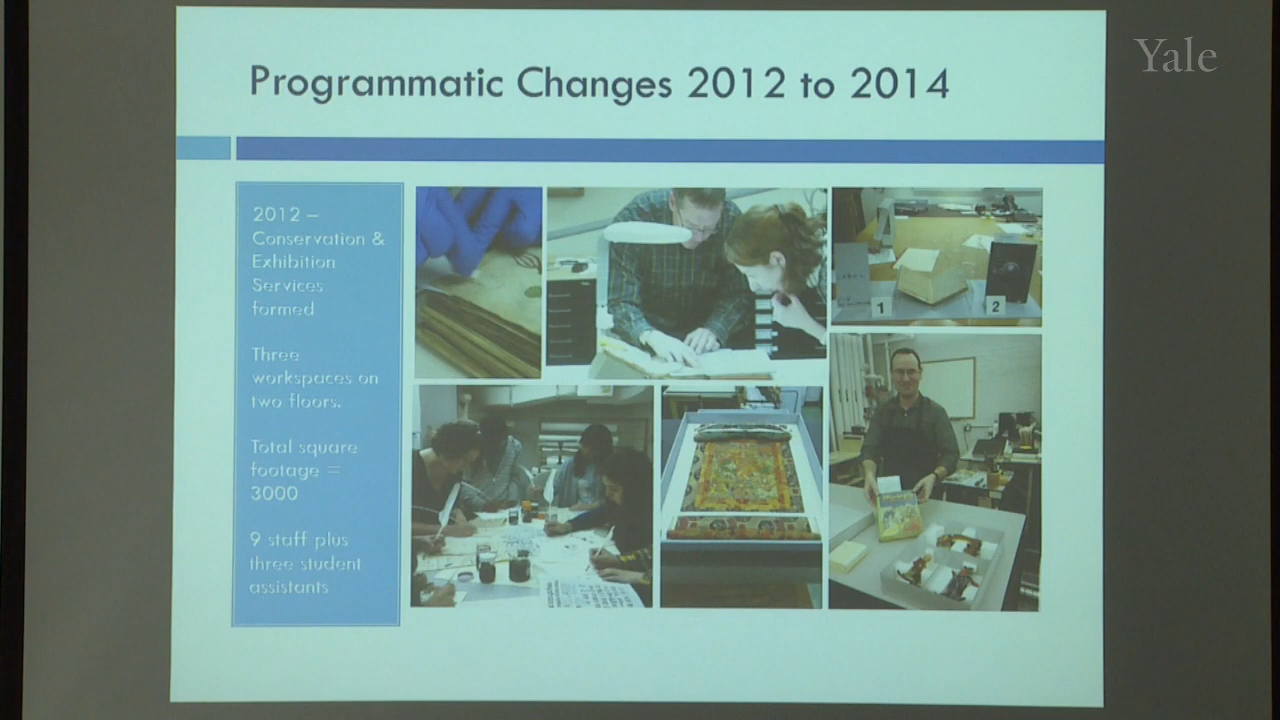 Programmatic Changes 2012 to 2014
Yale
2012 –
Conservation &
Exhibition
Services
formed
Three
workspaces on
two floors.
Total square
footage =
3000
9 staff plus
three student
assistants
1
2